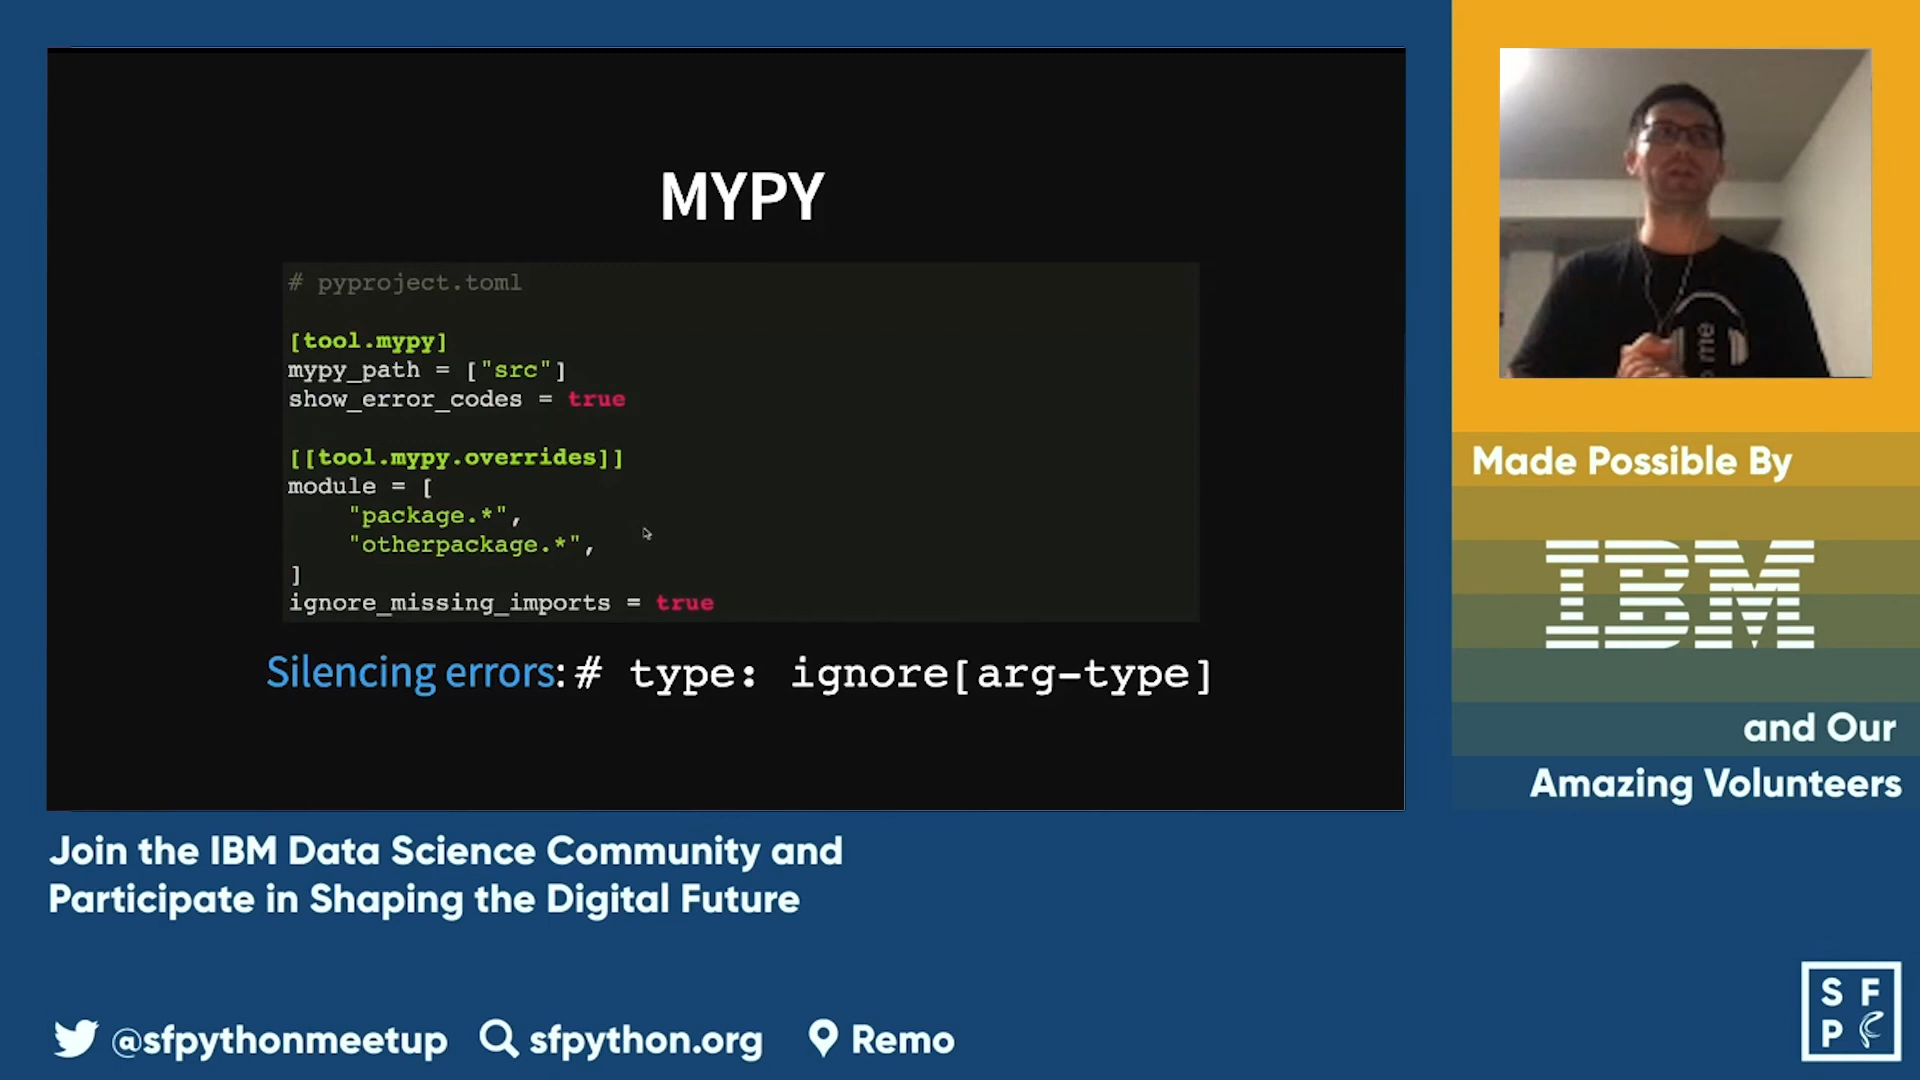 MYPY
# pyproject.toml
[tool.mypy]
mypy_path = ["src"]
show_error_codes = true
[[tool.mypy.overrides]]
module = [
    "package.*",
    "otherpackage.*",
]
ignore_missing_imports = true
Silencing errors: # type: ignore[arg-type]
me
Made Possible By
IBM
and Our
Amazing Volunteers
Join the IBM Data Science Community and
Participate in Shaping the Digital Future
@sfpythonmeetup
sfpython.org
Remo
S F
P